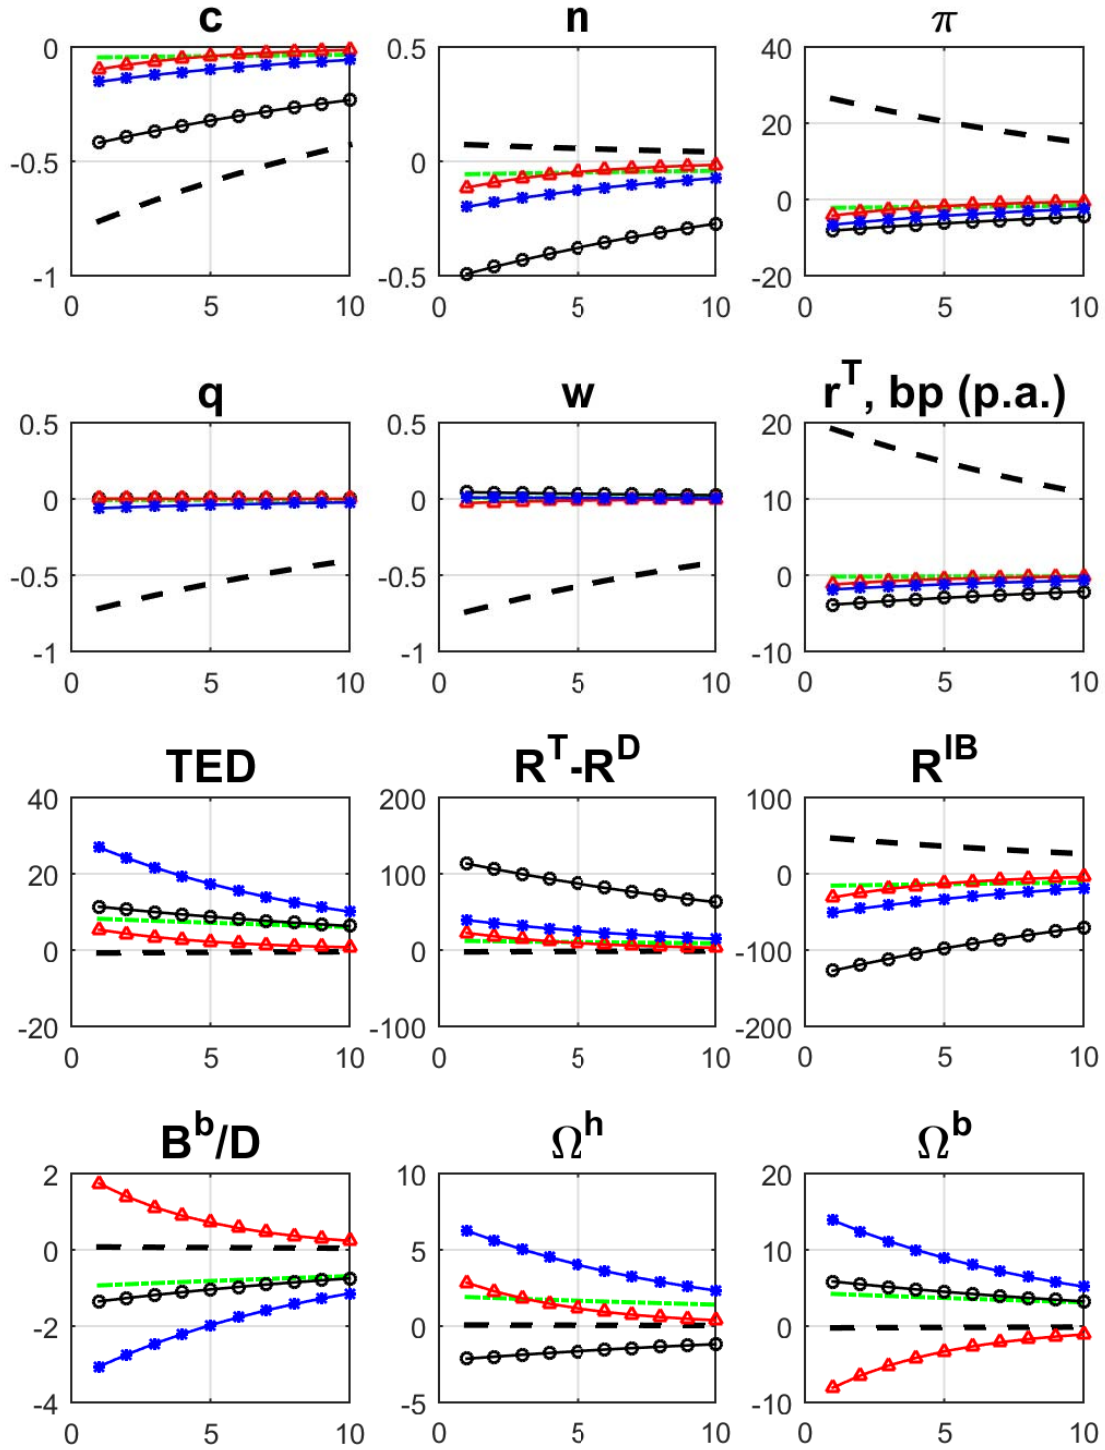 c n π
0 0.5 40
-0.5 0 20
-1 -0.5 0
-20
0 5 10 0 5 10 0 5 10
q w r^T, bp (p.a.)
0.5 0.5 20
0 0 10
-0.5 -0.5 0
-1 -1 -10
0 5 10 0 5 10 0 5 10
TED R^T-R^D R^IB
40 200 100
20 100 0
0 0 -100
-20 -100 -200
0 5 10 0 5 10 0 5 10
B^b/D Ω^h Ω^b
2 10 20
0 5 10
-2 0 0
-4 -5 -10
0 5 10 0 5 10 0 5 10